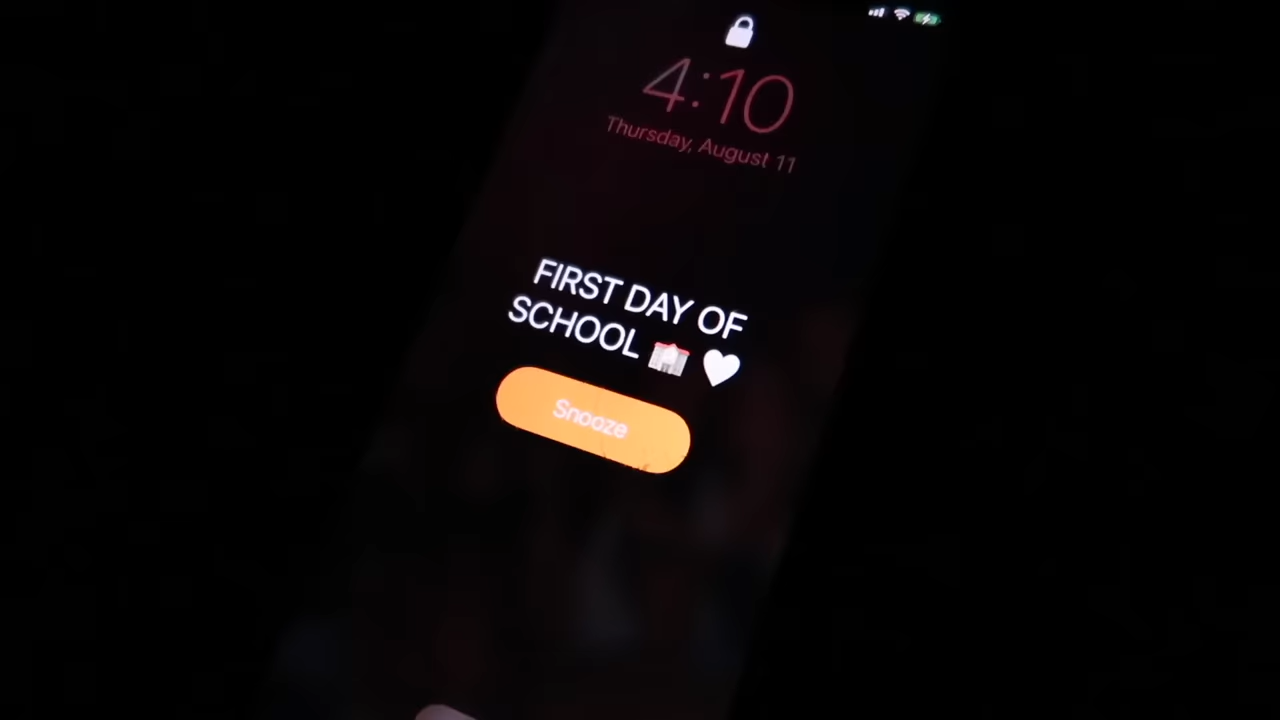 4:10
Thursday, August 11
FIRST DAY OF
SCHOOL 🏫 🤍
Snooze